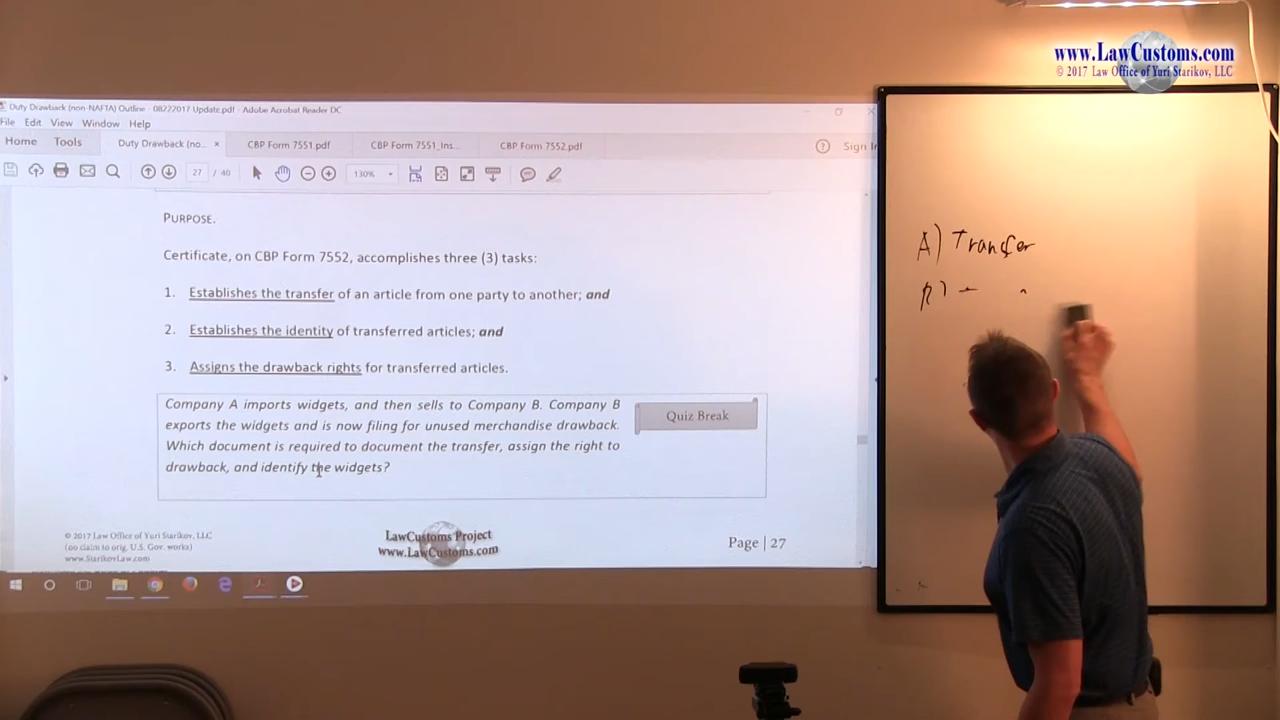 www.LawCustoms.com
© 2017 Law Office of Yuri Starikov, LLC
Duty Drawback (non-NAFTA) Outline - 08222017 Update.pdf - Adobe Acrobat Reader DC
File Edit View Window Help
Home Tools Duty Drawback (no... × CBP Form 7551.pdf CBP Form 7551_Ins... CBP Form 7552.pdf Sign In
27 / 40 130%
PURPOSE.
Certificate, on CBP Form 7552, accomplishes three (3) tasks:
1. Establishes the transfer of an article from one party to another; and
2. Establishes the identity of transferred articles; and
3. Assigns the drawback rights for transferred articles.
Company A imports widgets, and then sells to Company B. Company B
exports the widgets and is now filing for unused merchandise drawback.
Which document is required to document the transfer, assign the right to
drawback, and identify the widgets?
Quiz Break
© 2017 Law Office of Yuri Starikov, LLC
(no claim to orig. U.S. Gov. works)
www.StarikovLaw.com
LawCustoms Project
www.LawCustoms.com
Page | 27
A) Transfer